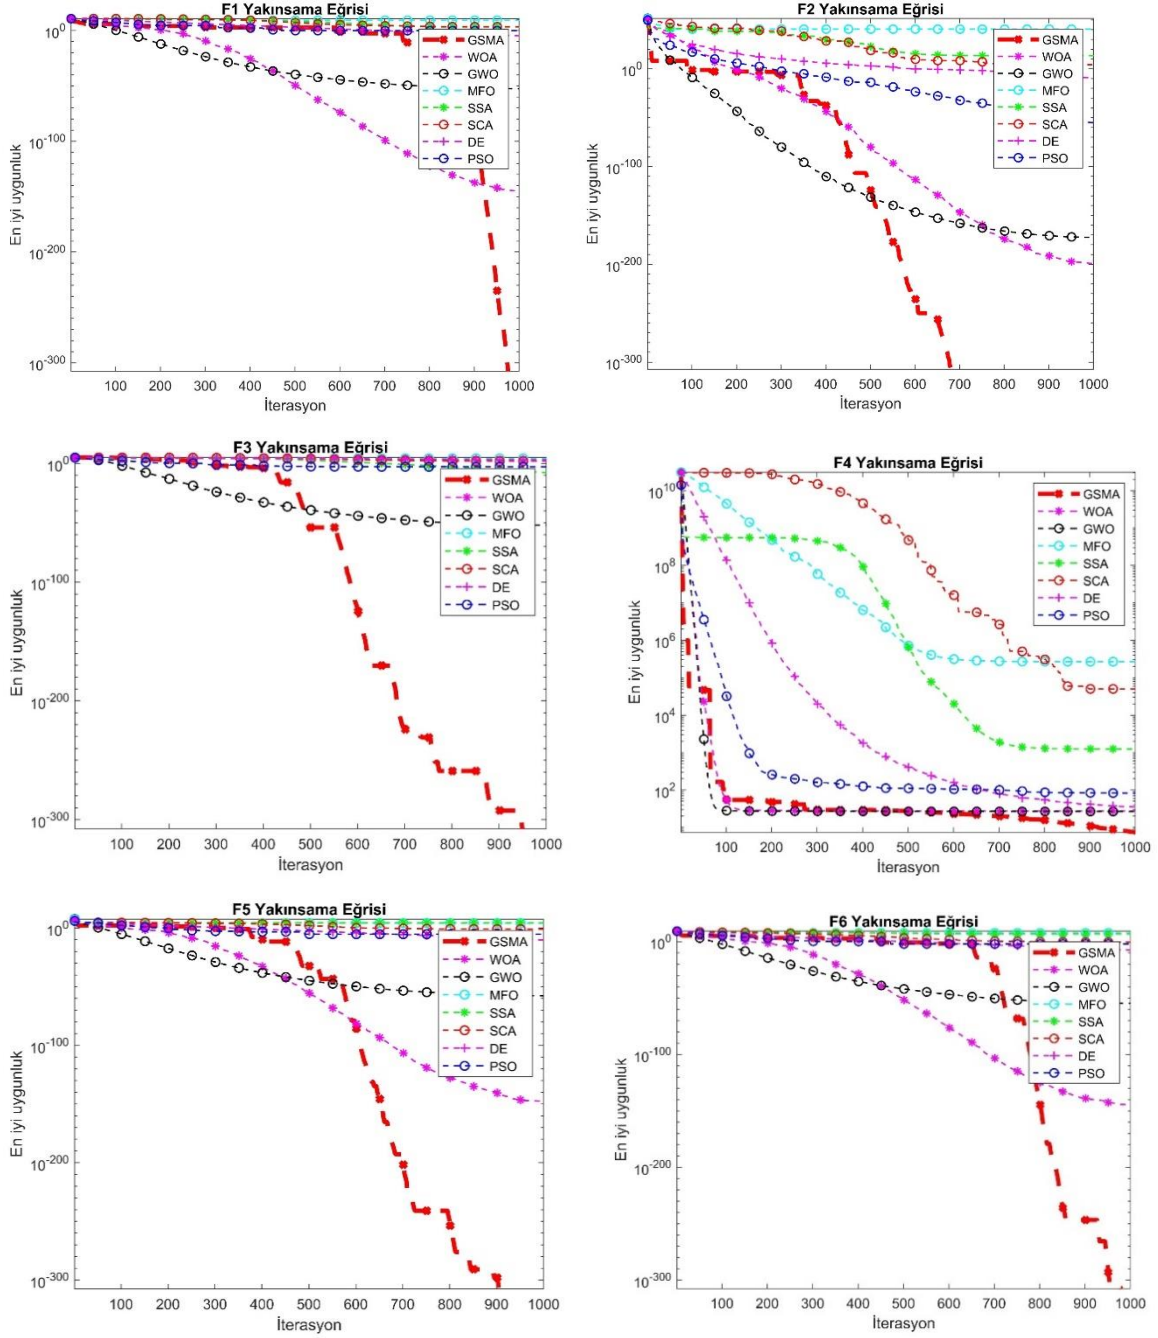 F1 Yakınsama Eğrisi
En iyi uygunluk
10^0
10^-100
10^-200
10^-300
100 200 300 400 500 600 700 800 900 1000
İterasyon
GSMA
WOA
GWO
MFO
SSA
SCA
DE
PSO
F2 Yakınsama Eğrisi
En iyi uygunluk
10^0
10^-100
10^-200
10^-300
100 200 300 400 500 600 700 800 900 1000
İterasyon
GSMA
WOA
GWO
MFO
SSA
SCA
DE
PSO
F3 Yakınsama Eğrisi
En iyi uygunluk
10^0
10^-100
10^-200
10^-300
100 200 300 400 500 600 700 800 900 1000
İterasyon
GSMA
WOA
GWO
MFO
SSA
SCA
DE
PSO
F4 Yakınsama Eğrisi
En iyi uygunluk
10^10
10^8
10^6
10^4
10^2
100 200 300 400 500 600 700 800 900 1000
İterasyon
GSMA
WOA
GWO
MFO
SSA
SCA
DE
PSO
F5 Yakınsama Eğrisi
En iyi uygunluk
10^0
10^-100
10^-200
10^-300
100 200 300 400 500 600 700 800 900 1000
İterasyon
GSMA
WOA
GWO
MFO
SSA
SCA
DE
PSO
F6 Yakınsama Eğrisi
En iyi uygunluk
10^0
10^-100
10^-200
10^-300
100 200 300 400 500 600 700 800 900 1000
İterasyon
GSMA
WOA
GWO
MFO
SSA
SCA
DE
PSO